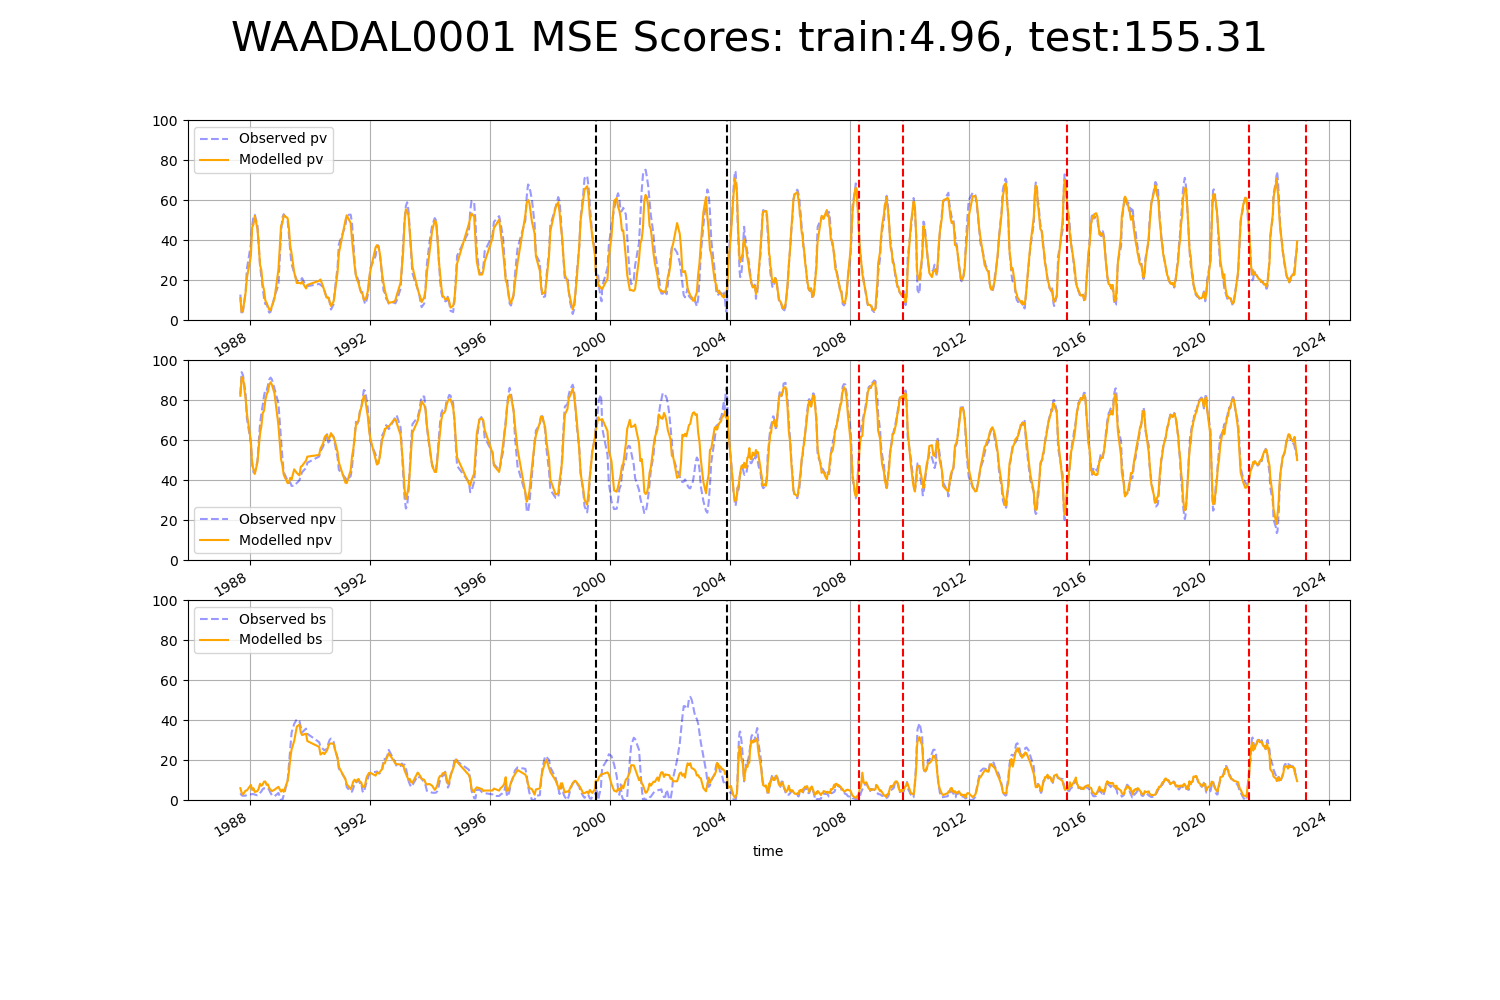 WAADAL0001 MSE Scores: train:4.96, test:155.31
100
80
60
40
20
0
Observed pv
Modelled pv
1988 1992 1996 2000 2004 2008 2012 2016 2020 2024
100
80
60
40
20
0
Observed npv
Modelled npv
1988 1992 1996 2000 2004 2008 2012 2016 2020 2024
100
80
60
40
20
0
Observed bs
Modelled bs
1988 1992 1996 2000 2004 2008 2012 2016 2020 2024
time